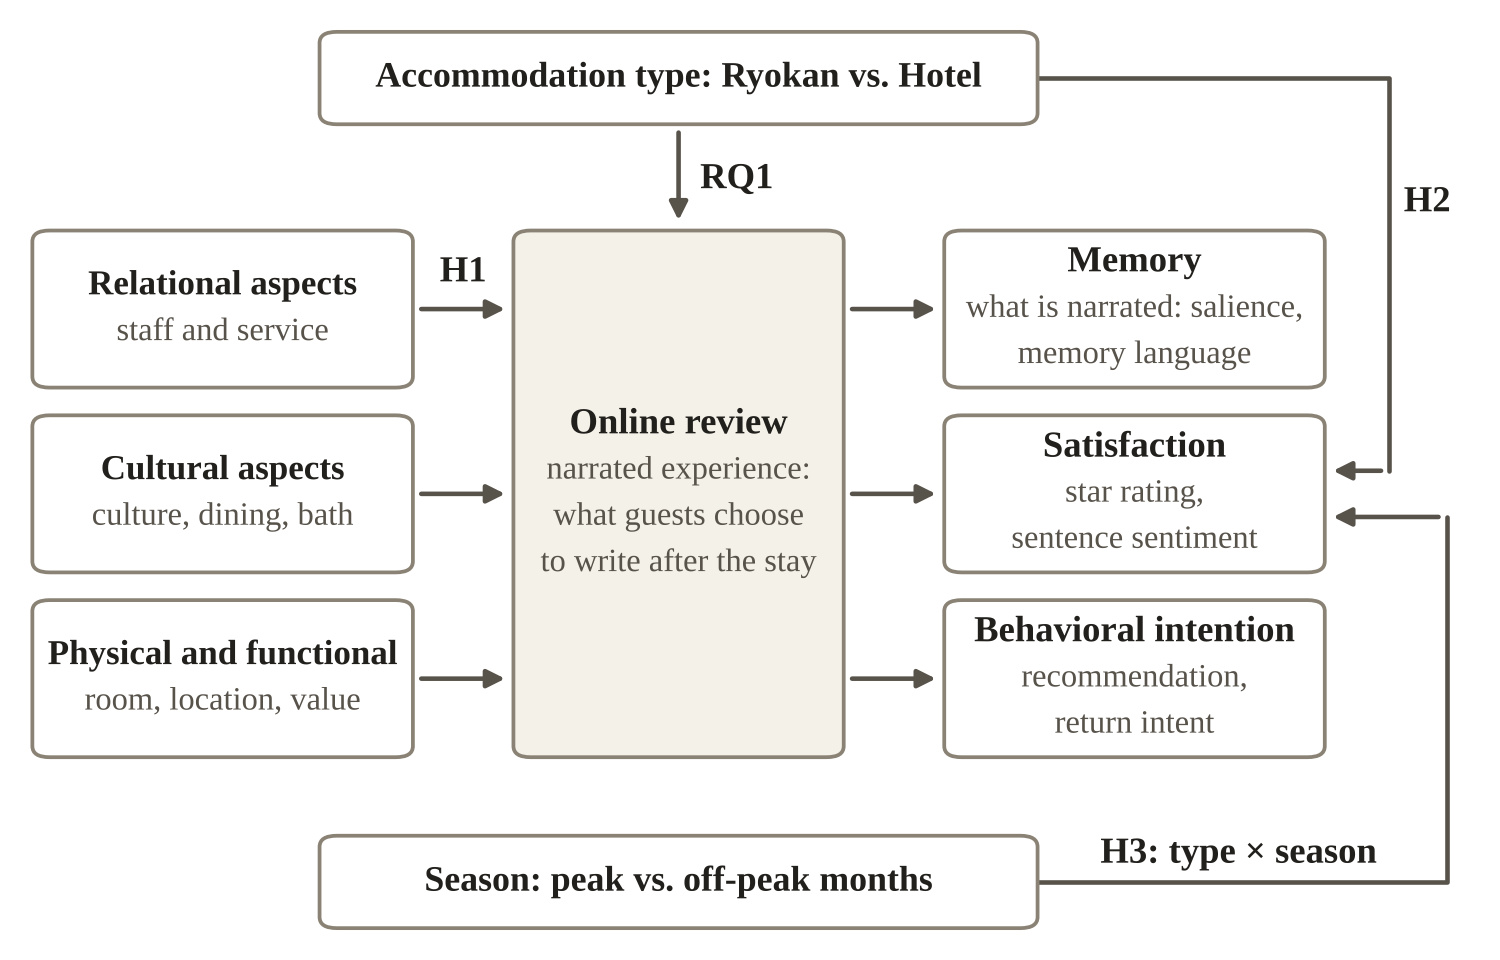 Accommodation type: Ryokan vs. Hotel
RQ1
H2
Relational aspects
staff and service
H1
Cultural aspects
culture, dining, bath
Physical and functional
room, location, value
Online review
narrated experience:
what guests choose
to write after the stay
Memory
what is narrated: salience,
memory language
Satisfaction
star rating,
sentence sentiment
Behavioral intention
recommendation,
return intent
H3: type × season
Season: peak vs. off-peak months